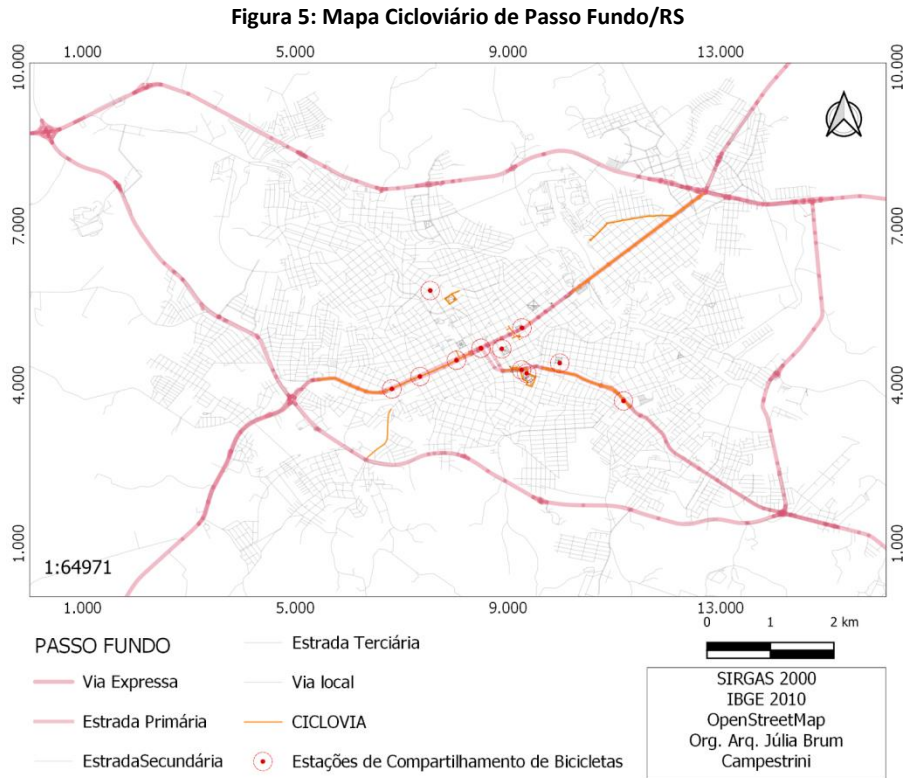 Figura 5: Mapa Cicloviário de Passo Fundo/RS
1.000 5.000 9.000 13.000
10.000 10.000
7.000 7.000
4.000 4.000
1.000 1.000
1:64971
1.000 5.000 9.000 13.000
0 1 2 km
PASSO FUNDO
Via Expressa
Estrada Primária
EstradaSecundária
Estrada Terciária
Via local
CICLOVIA
Estações de Compartilhamento de Bicicletas
SIRGAS 2000
IBGE 2010
OpenStreetMap
Org. Arq. Júlia Brum
Campestrini